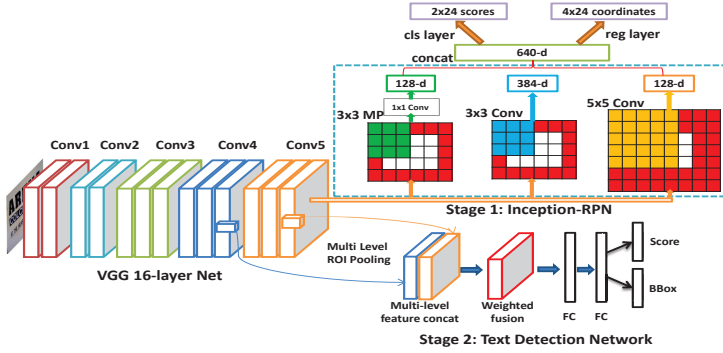 2x24 scores
4x24 coordinates
cls layer
reg layer
concat
640-d
128-d
384-d
128-d
1x1 Conv
3x3 MP
3x3 Conv
5x5 Conv
Conv1
Conv2
Conv3
Conv4
Conv5
Stage 1: Inception-RPN
VGG 16-layer Net
Multi Level
ROI Pooling
Multi-level
feature concat
Weighted
fusion
FC
FC
Score
BBox
Stage 2: Text Detection Network